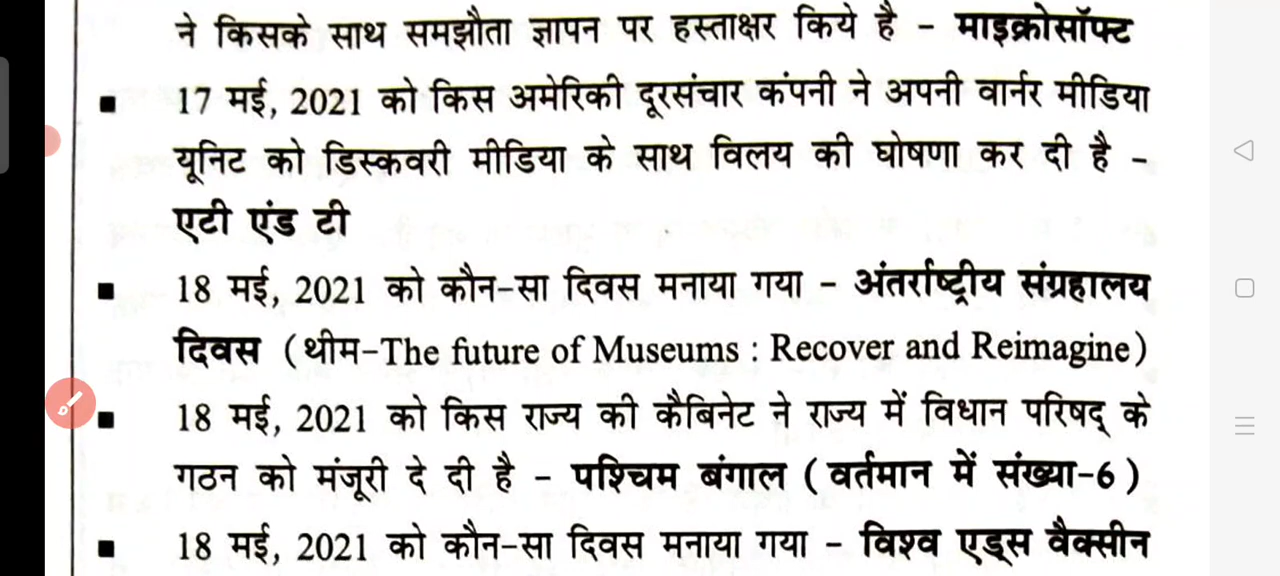 ने किसके साथ समझौता ज्ञापन पर हस्ताक्षर किये है – माइक्रोसॉफ्ट
▪ 17 मई, 2021 को किस अमेरिकी दूरसंचार कंपनी ने अपनी वार्नर मीडिया
यूनिट को डिस्कवरी मीडिया के साथ विलय की घोषणा कर दी है –
एटी एंड टी
▪ 18 मई, 2021 को कौन-सा दिवस मनाया गया – अंतर्राष्ट्रीय संग्रहालय
दिवस (थीम-The future of Museums : Recover and Reimagine)
▪ 18 मई, 2021 को किस राज्य की कैबिनेट ने राज्य में विधान परिषद् के
गठन को मंजूरी दे दी है – पश्चिम बंगाल (वर्तमान में संख्या-6)
▪ 18 मई, 2021 को कौन-सा दिवस मनाया गया – विश्व एड्स वैक्सीन